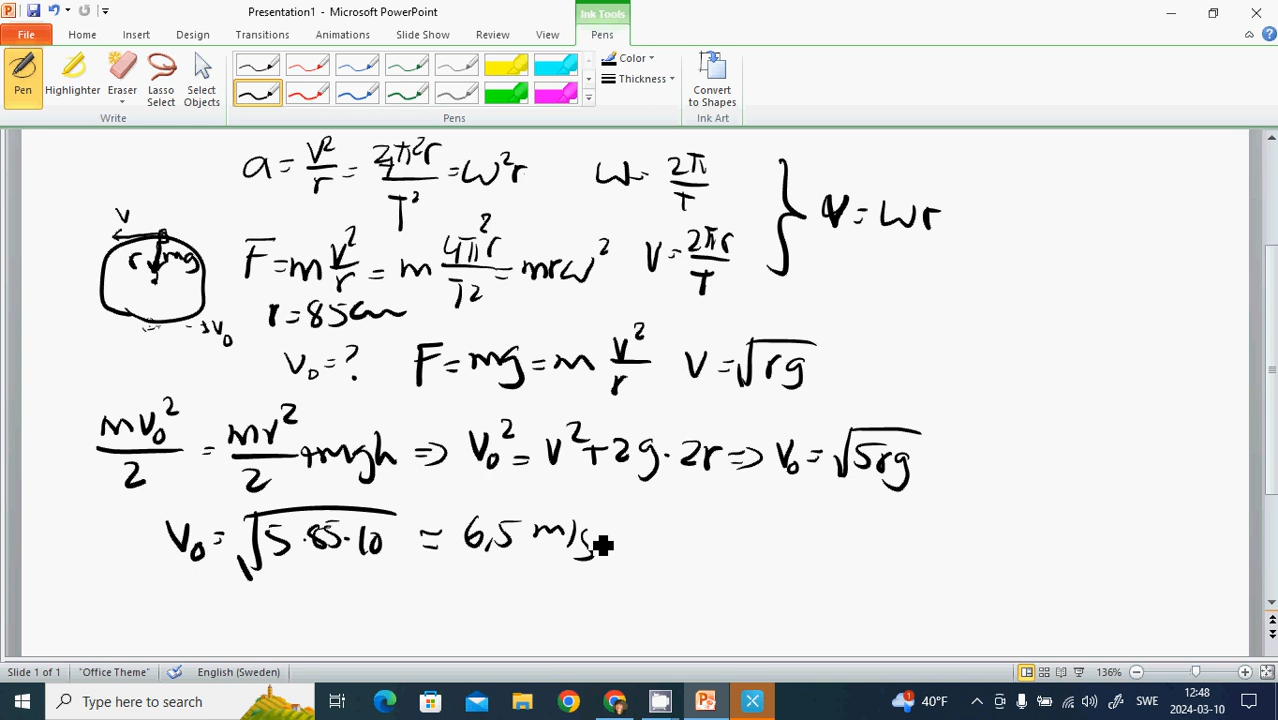 Presentation1 - Microsoft PowerPoint
Ink Tools
File Home Insert Design Transitions Animations Slide Show Review View Pens
Pen
Highlighter
Eraser
Lasso Select
Select Objects
Color
Thickness
Convert to Shapes
Write
Pens
Ink Art
a = v²/r = 4π²r/T² = ω²r   ω = 2π/T   } v = ωr
v
r mg
v₀
F = m v²/r = m 4π²r/T² = mrω²   v = 2πr/T
r = 85cm
v₀ = ?   F = mg = m v²/r   v = √rg
mv₀²/2 = mv²/2 + mgh => v₀² = v² + 2g·2r => v₀ = √5rg
v₀ = √5·85·10 ≈ 6,5 m/s
Slide 1 of 1
"Office Theme"
English (Sweden)
136%
Type here to search
1
40°F
SWE
12:48
2024-03-10